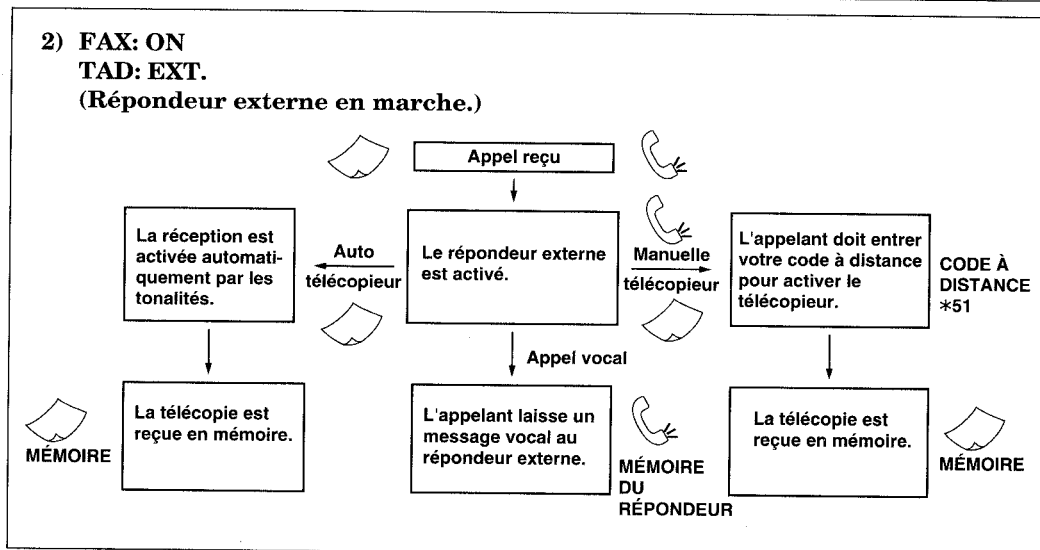 2) FAX: ON
TAD: EXT.
(Répondeur externe en marche.)
Appel reçu
La réception est
activée automati-
quement par les
tonalités.
Auto
télécopieur
Le répondeur externe
est activé.
Manuelle
télécopieur
L'appelant doit entrer
votre code à distance
pour activer le
télécopieur.
CODE À
DISTANCE
*51
Appel vocal
MÉMOIRE
La télécopie est
reçue en mémoire.
L'appelant laisse un
message vocal au
répondeur externe.
MÉMOIRE
DU
RÉPONDEUR
La télécopie est
reçue en mémoire.
MÉMOIRE